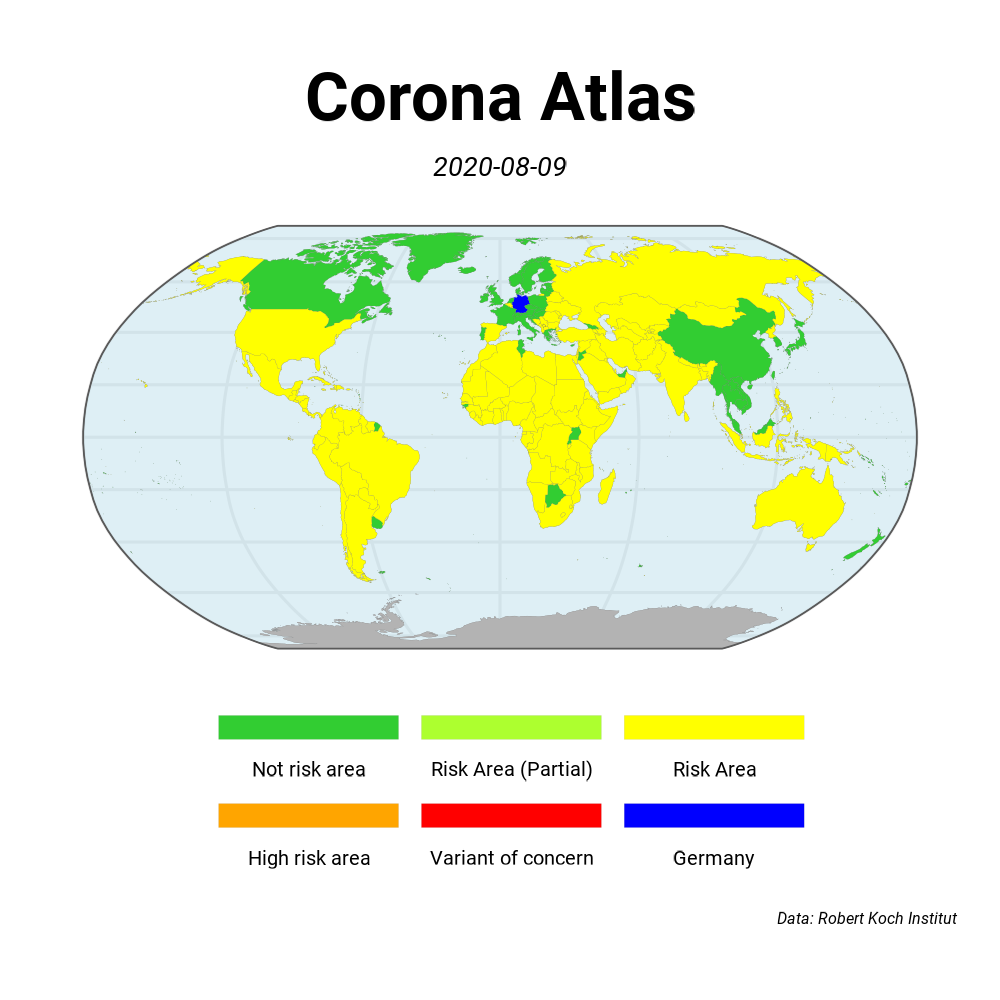 Corona Atlas
2020-08-09
Not risk area
Risk Area (Partial)
Risk Area
High risk area
Variant of concern
Germany
Data: Robert Koch Institut